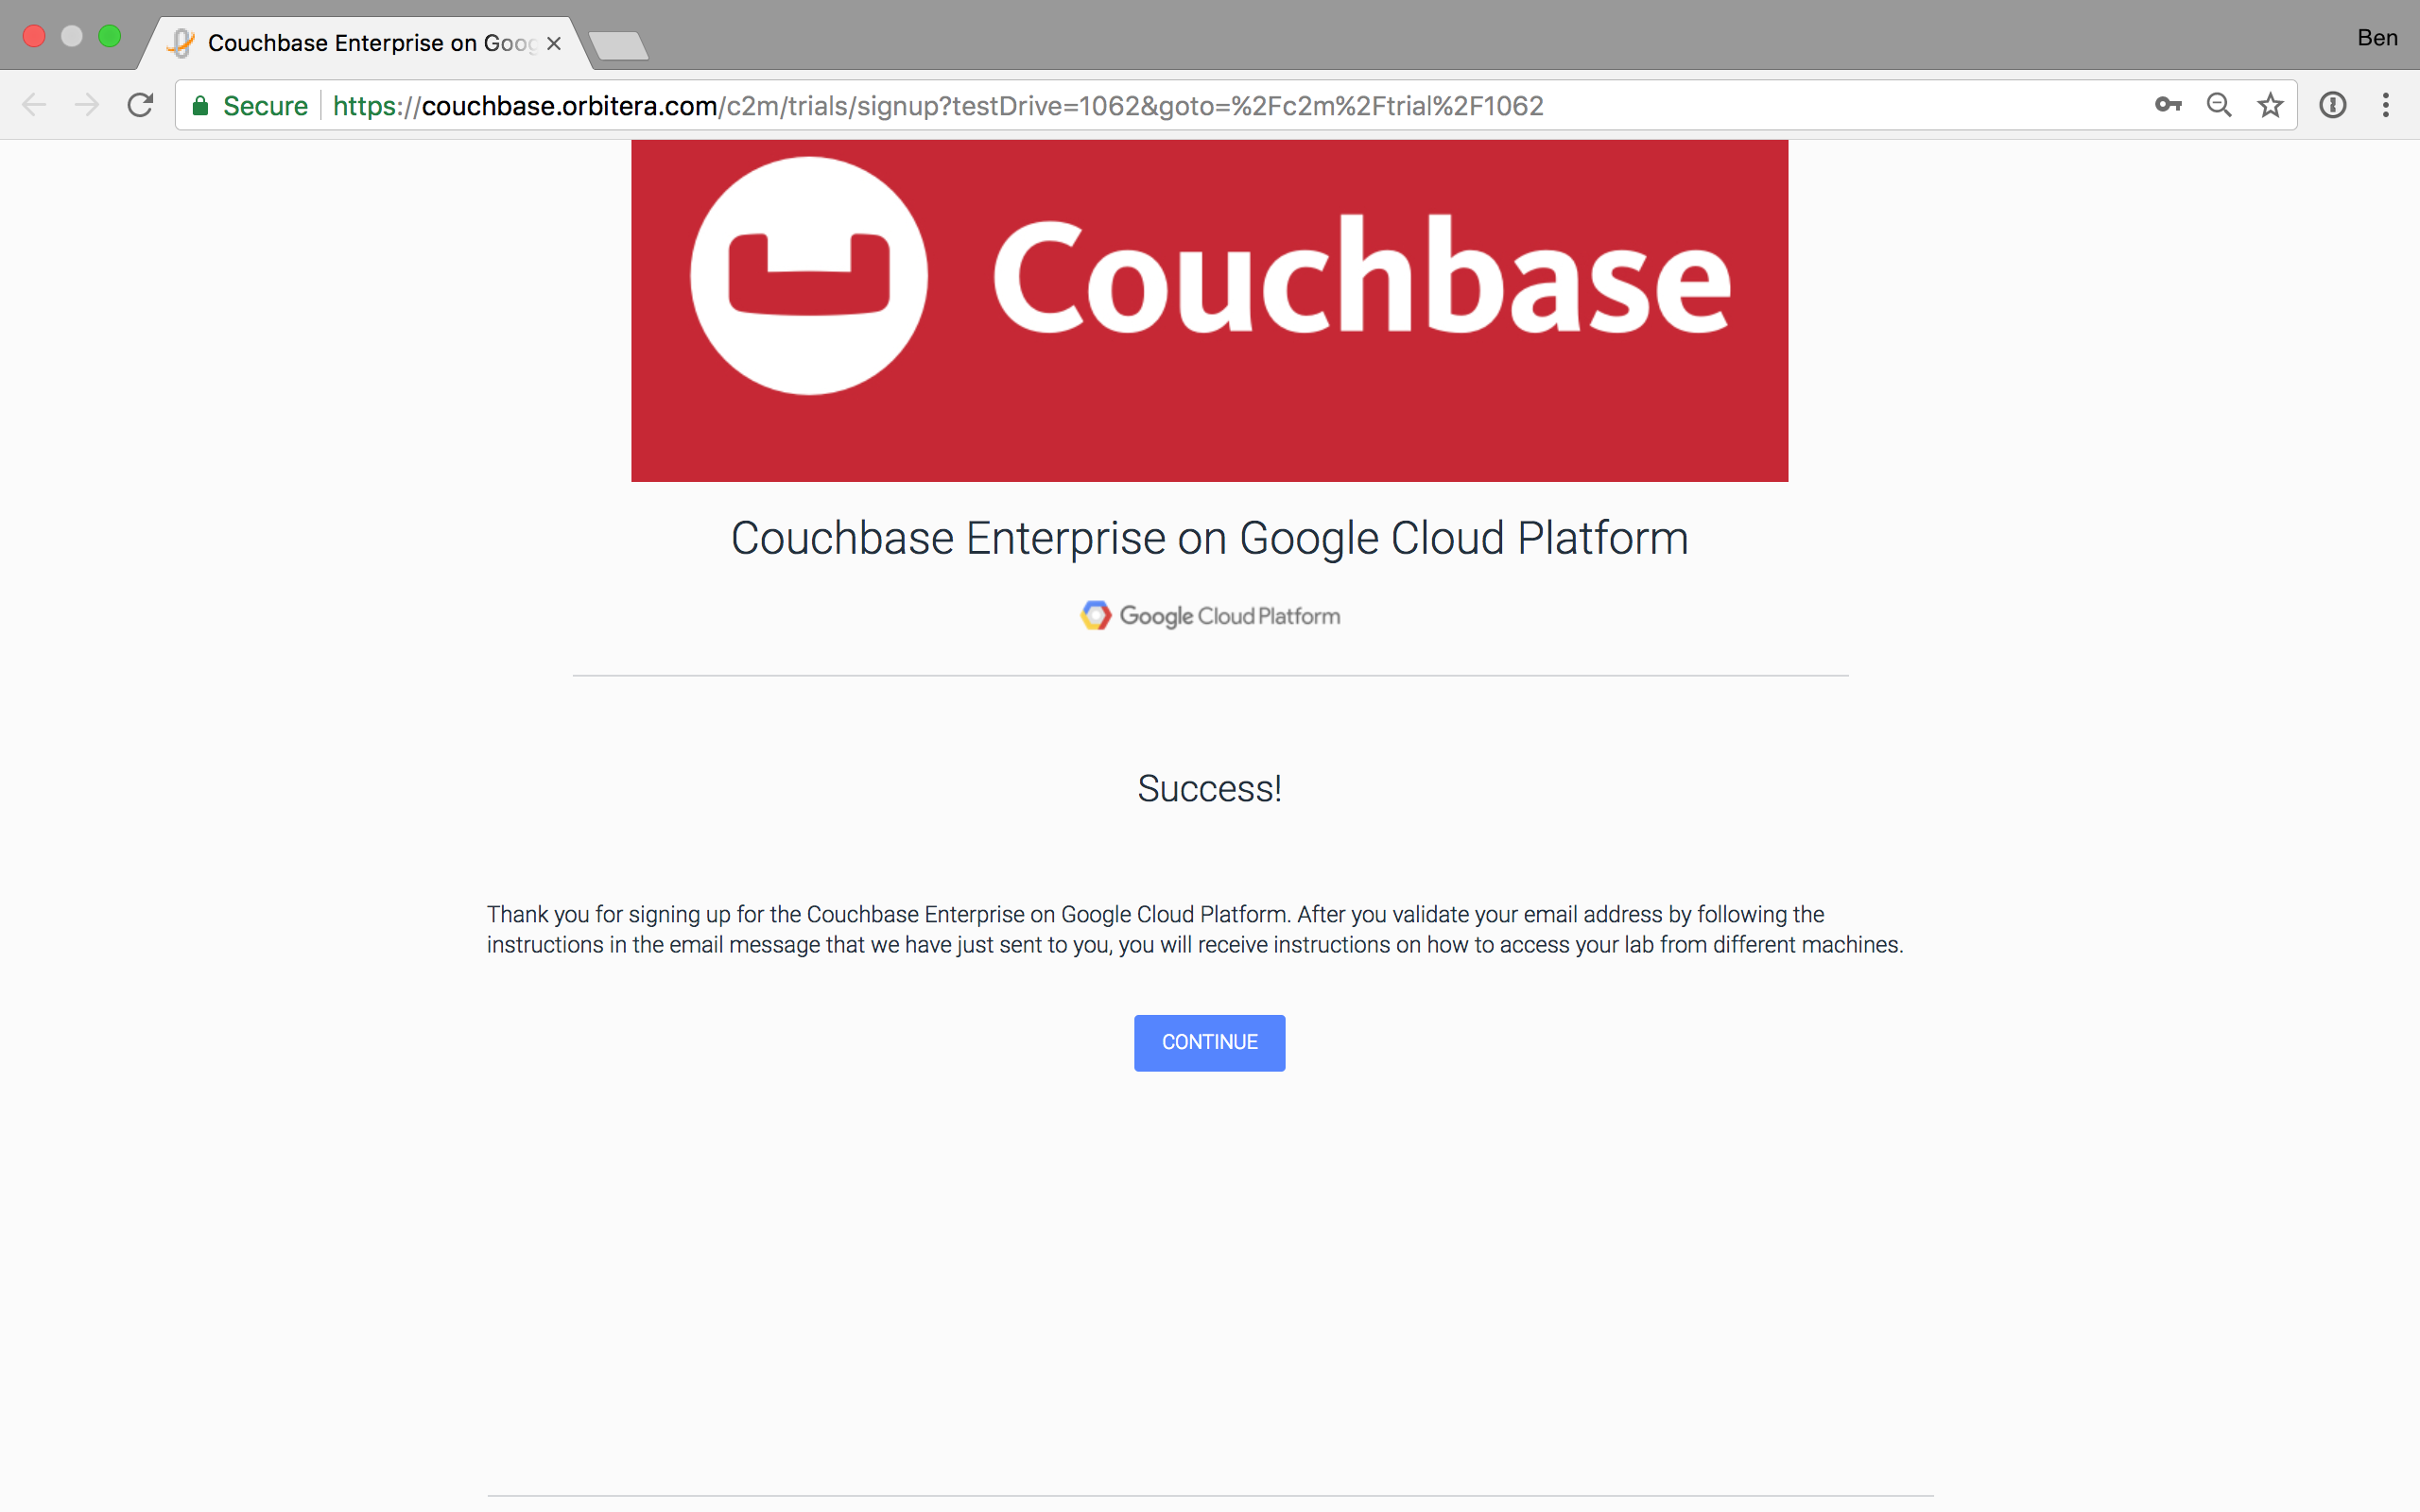 Couchbase Enterprise on Goog
Ben
Secure https://couchbase.orbitera.com/c2m/trials/signup?testDrive=1062&goto=%2Fc2m%2Ftrial%2F1062
Couchbase
Couchbase Enterprise on Google Cloud Platform
Google Cloud Platform
Success!
Thank you for signing up for the Couchbase Enterprise on Google Cloud Platform. After you validate your email address by following the
instructions in the email message that we have just sent to you, you will receive instructions on how to access your lab from different machines.
CONTINUE